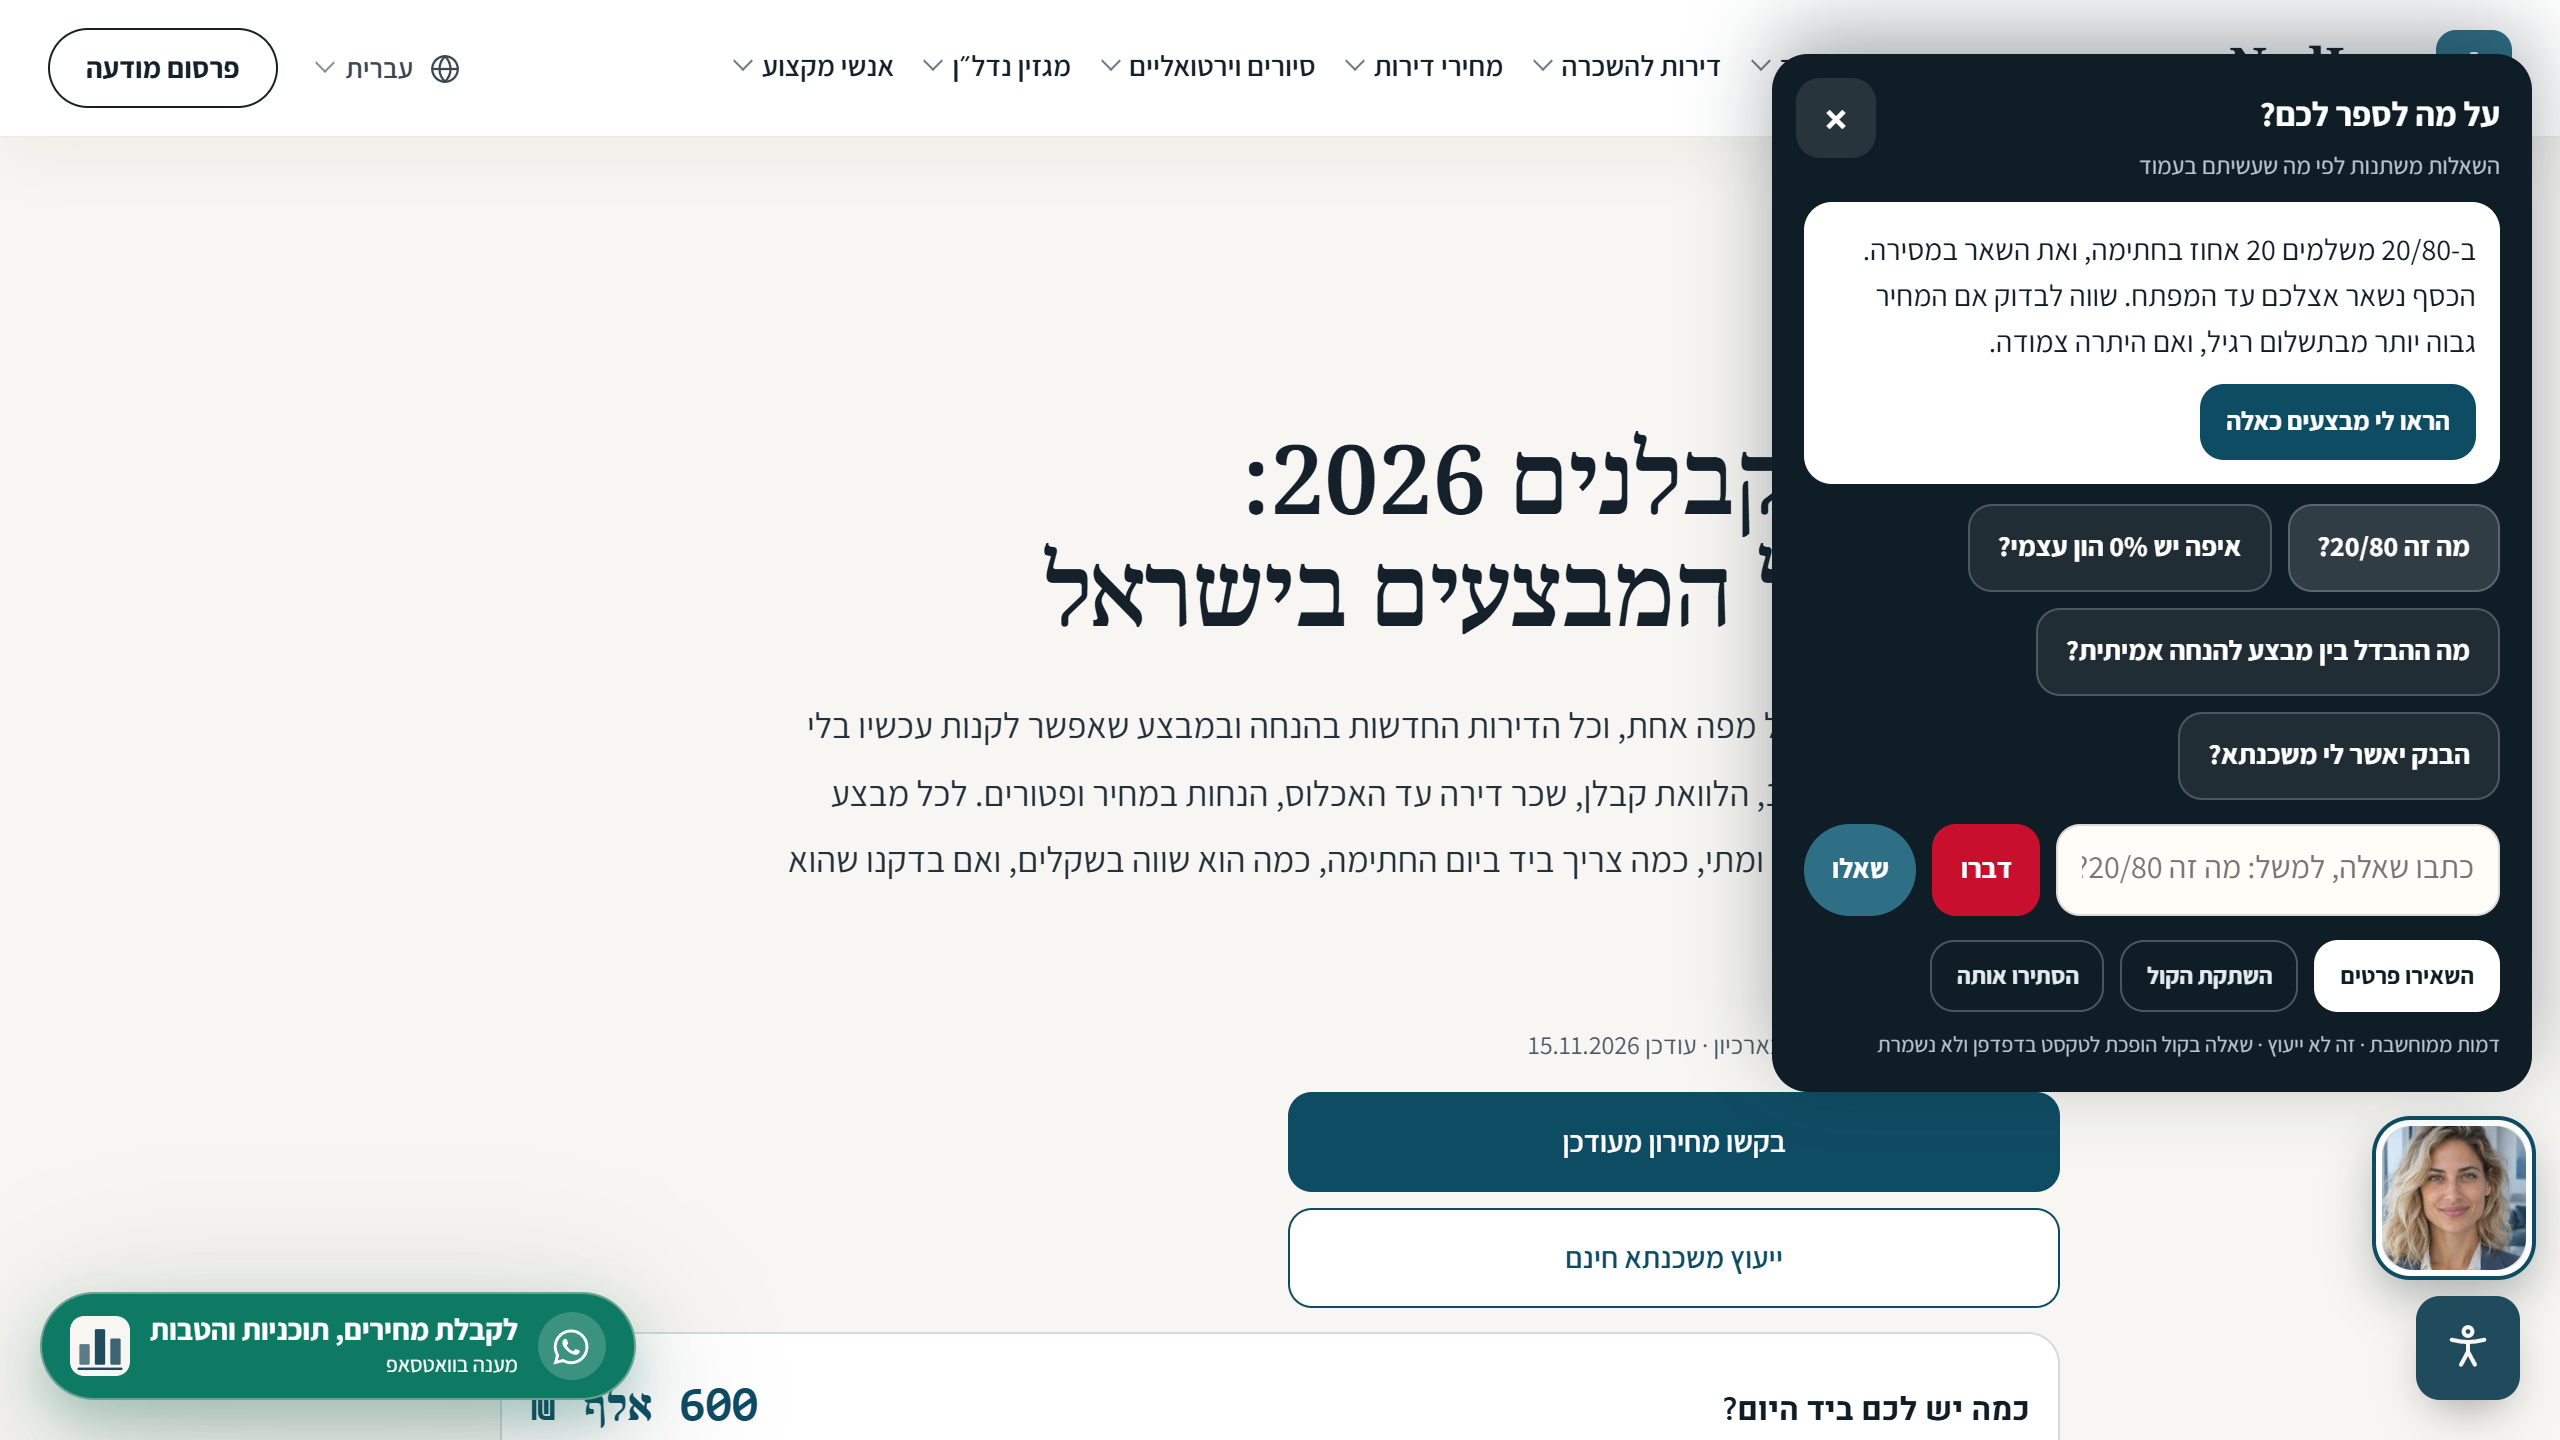 דירות להשכרה
מחירי דירות
סיורים וירטואליים
מגזין נדל״ן
אנשי מקצוע
עברית
פרסום מודעה
על מה לספר לכם?
השאלות משתנות לפי מה שעשיתם בעמוד
ב-20/80 משלמים 20 אחוז בחתימה, ואת השאר במסירה.
הכסף נשאר אצלכם עד המפתח. שווה לבדוק אם המחיר
גבוה יותר מבתשלום רגיל, ואם היתרה צמודה.
הראו לי מבצעים כאלה
מה זה 20/80?
איפה יש 0% הון עצמי?
מה ההבדל בין מבצע להנחה אמיתית?
הבנק יאשר לי משכנתא?
כתבו שאלה, למשל: מה זה 20/80?
דברו
שאלו
השאירו פרטים
השתקת הקול
הסתירו אותה
דמות ממוחשבת · זה לא ייעוץ · שאלה בקול הופכת לטקסט בדפדפן ולא נשמרת
קבלנים 2026:
המבצעים בישראל
מפה אחת, וכל הדירות החדשות בהנחה ובמבצע שאפשר לקנות עכשיו בלי
הלוואת קבלן, שכר דירה עד האכלוס, הנחות במחיר ופטורים. לכל מבצע
ומתי, כמה צריך ביד ביום החתימה, כמה הוא שווה בשקלים, ואם בדקנו שהוא
· עודכן 15.11.2026
בקשו מחירון מעודכן
ייעוץ משכנתא חינם
כמה יש לכם ביד היום?
600 אלף ₪
לקבלת מחירים, תוכניות והטבות
מענה בוואטסאפ